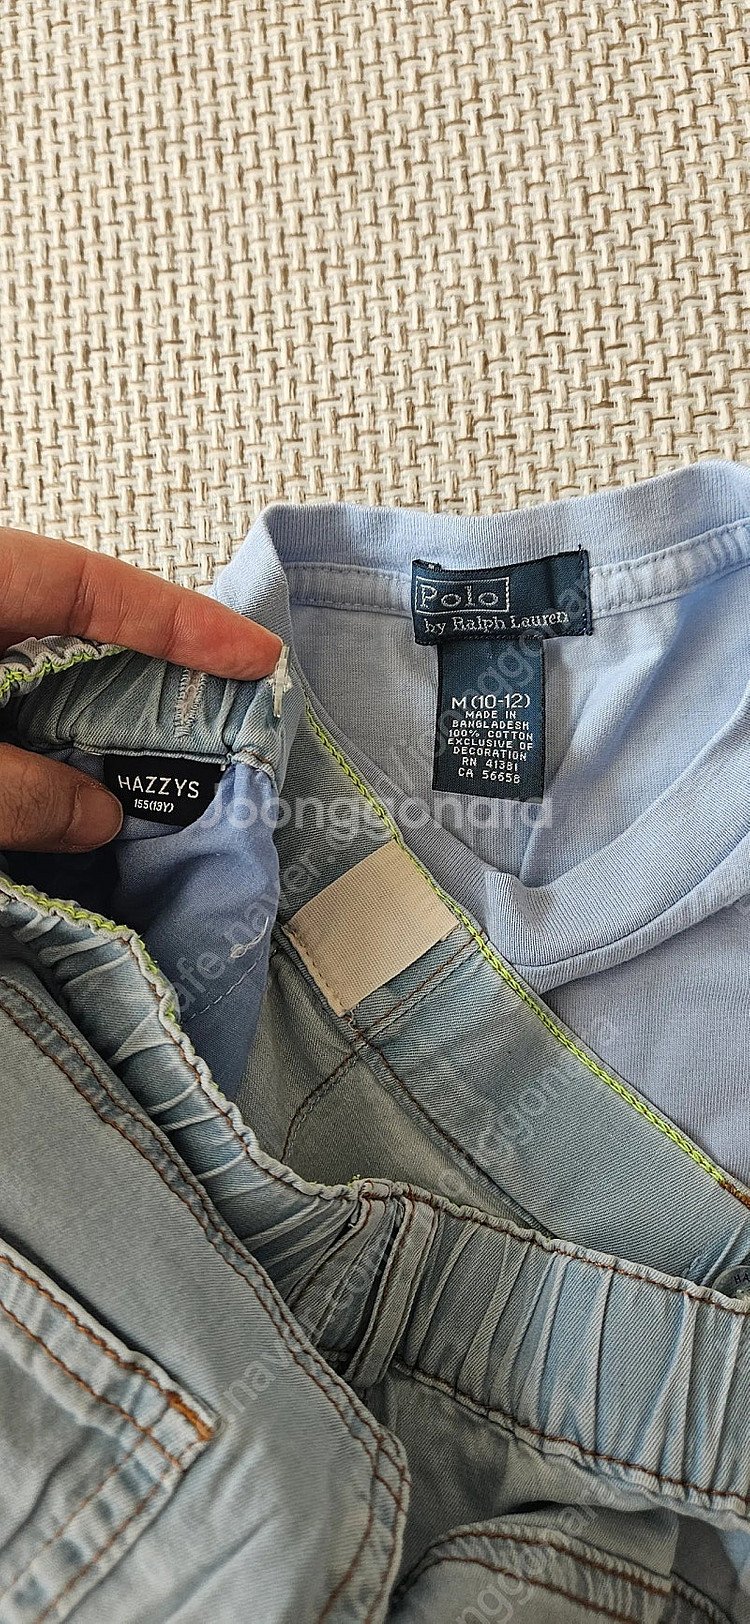 Polo
by Ralph Lauren
M (10-12)
MADE IN
BANGLADESH
100% COTTON
EXCLUSIVE OF
DECORATION
RN 41381
CA 56658
HAZZYS
155(13Y)
Joonggonara